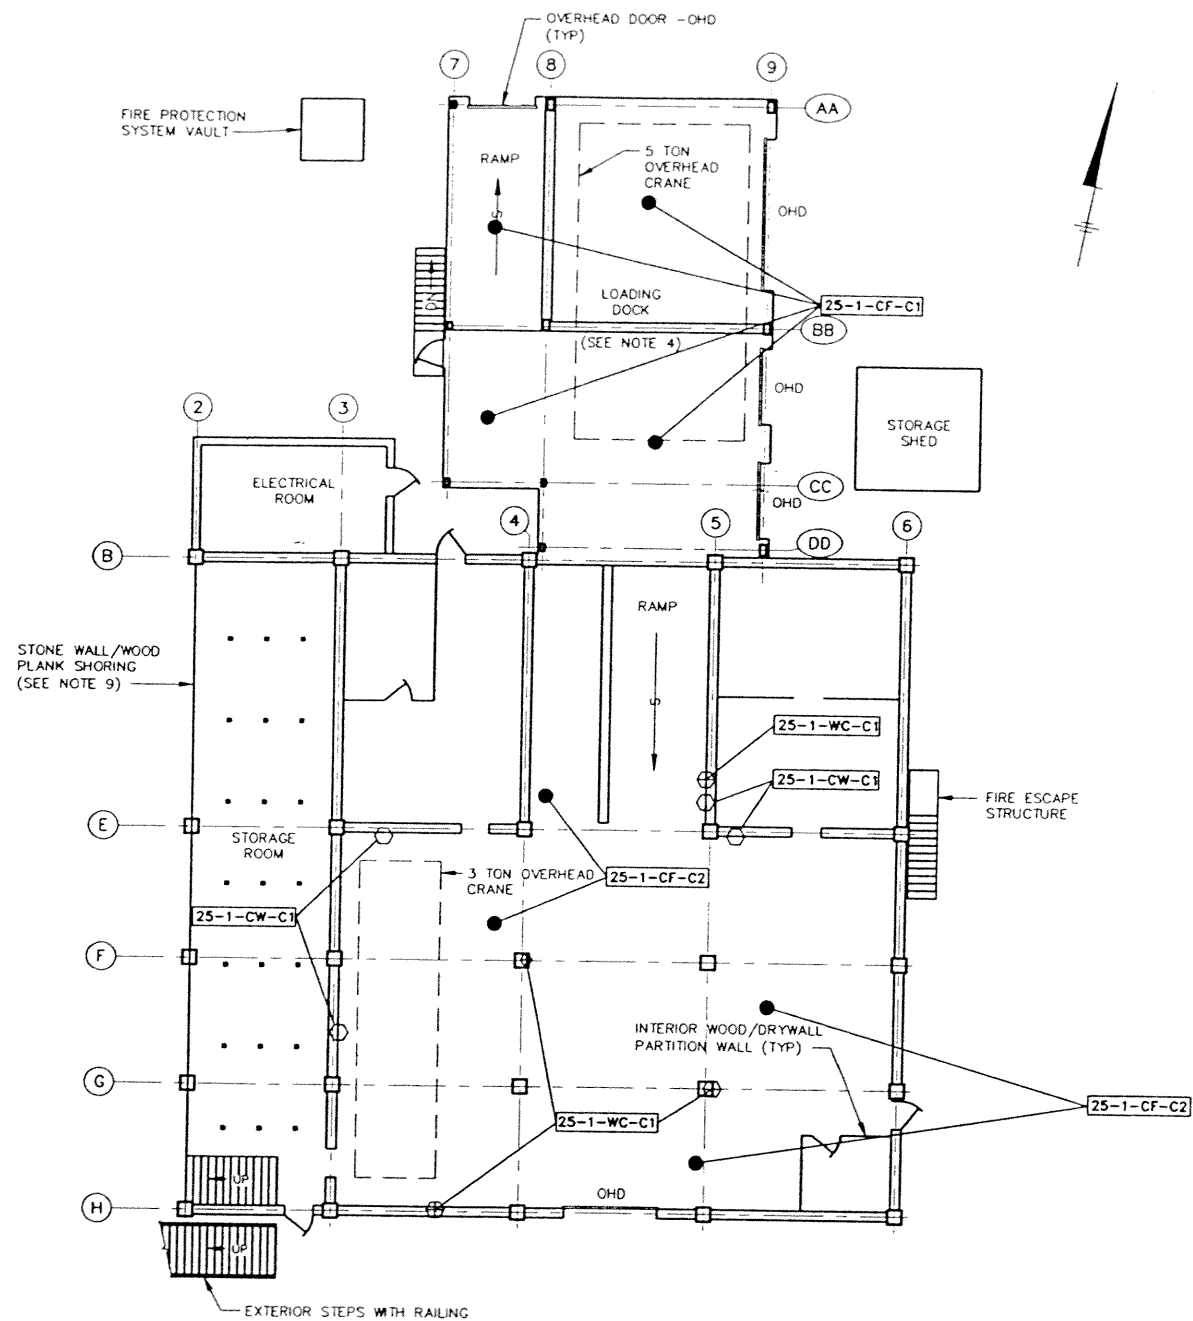 OVERHEAD DOOR -OHD
(TYP)
7
8
9
AA
FIRE PROTECTION
SYSTEM VAULT
RAMP
5 TON
OVERHEAD
CRANE
OHD
S
DN
LOADING
DOCK
25-1-CF-C1
BB
(SEE NOTE 4)
OHD
2
3
STORAGE
SHED
ELECTRICAL
ROOM
CC
OHD
4
5
6
B
DD
RAMP
STONE WALL/WOOD
PLANK SHORING
(SEE NOTE 9)
S
25-1-WC-C1
25-1-CW-C1
FIRE ESCAPE
STRUCTURE
E
STORAGE
ROOM
3 TON OVERHEAD
CRANE
25-1-CF-C2
25-1-CW-C1
F
INTERIOR WOOD/DRYWALL
PARTITION WALL (TYP)
G
25-1-CF-C2
25-1-WC-C1
UP
OHD
H
UP
EXTERIOR STEPS WITH RAILING